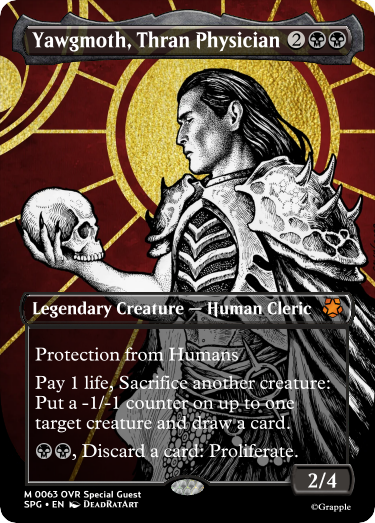 Yawgmoth, Thran Physician 2
Legendary Creature — Human Cleric
Protection from Humans
Pay 1 life, Sacrifice another creature:
Put a -1/-1 counter on up to one
target creature and draw a card.
, Discard a card: Proliferate.
2/4
M 0063 OVR Special Guest
SPG • EN DeadRatArt
©Grapple